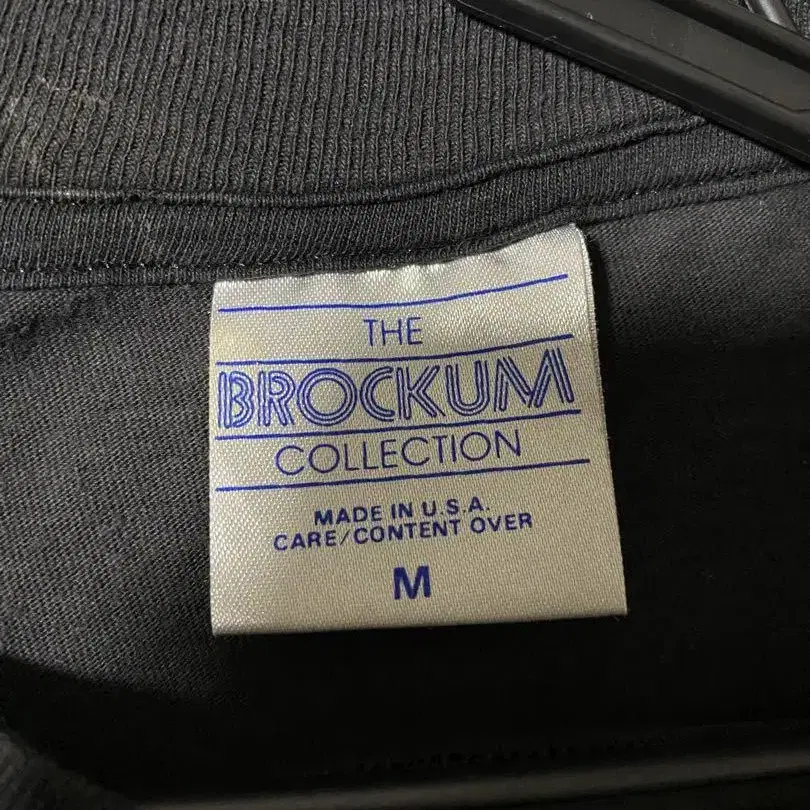 THE
BROCKUM
COLLECTION
MADE IN U.S.A.
CARE/CONTENT OVER
M